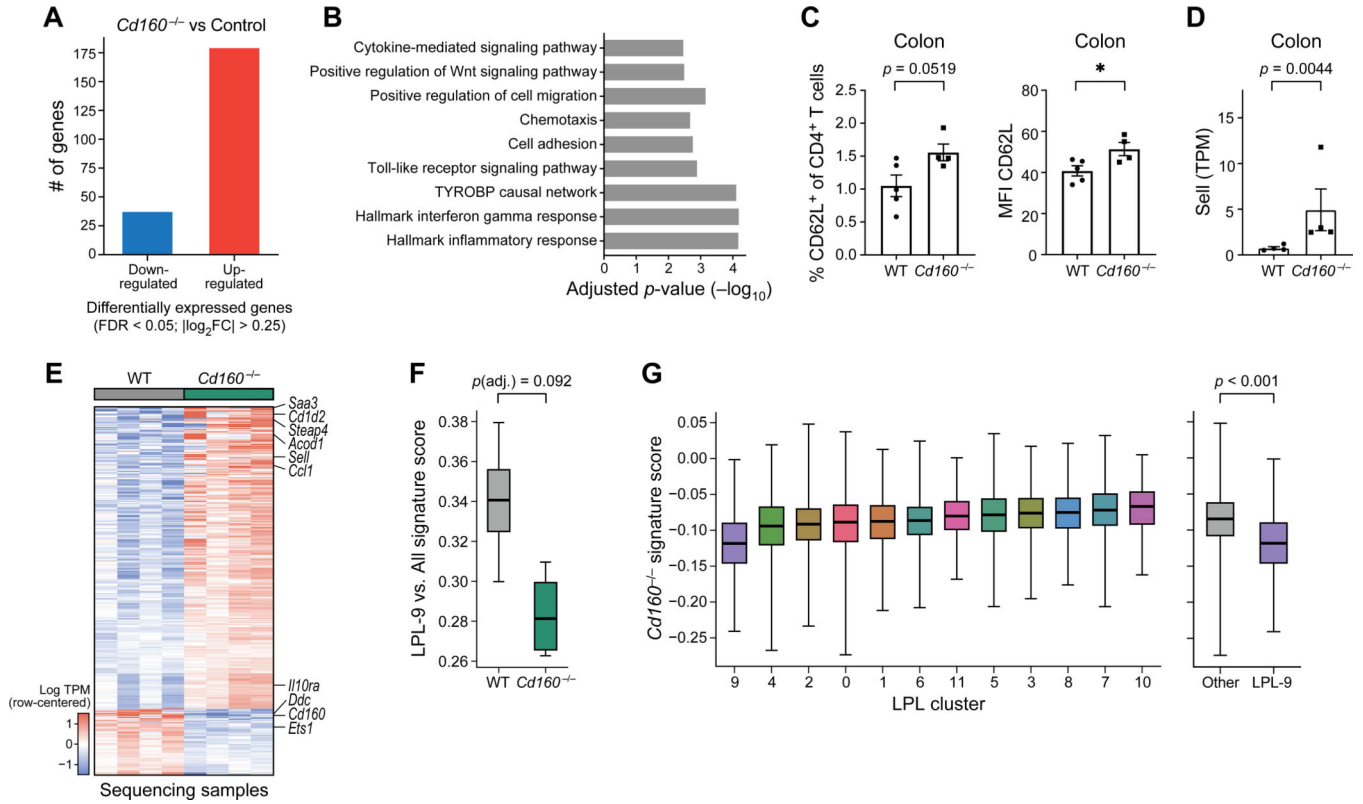 A
Cd160–/– vs Control
# of genes
175
150
125
100
75
50
25
0
Down-
regulated
Up-
regulated
Differentially expressed genes
(FDR < 0.05; |log2FC| > 0.25)
B
Cytokine-mediated signaling pathway
Positive regulation of Wnt signaling pathway
Positive regulation of cell migration
Chemotaxis
Cell adhesion
Toll-like receptor signaling pathway
TYROBP causal network
Hallmark interferon gamma response
Hallmark inflammatory response
0 1 2 3 4
Adjusted p-value (–log10)
C
Colon
p = 0.0519
% CD62L+ of CD4+ T cells
2.5
2.0
1.5
1.0
0.5
0.0
WT Cd160–/–
Colon
*
MFI CD62L
80
60
40
20
0
WT Cd160–/–
D
Colon
p = 0.0044
Sell (TPM)
15
10
5
0
WT Cd160–/–
E
WT Cd160–/–
Saa3
Cd1d2
Steap4
Acod1
Sell
Ccl1
Il10ra
Ddc
Cd160
Ets1
Log TPM
(row-centered)
1
0
−1
Sequencing samples
F
p(adj.) = 0.092
LPL-9 vs. All signature score
0.38
0.36
0.34
0.32
0.30
0.28
0.26
WT Cd160–/–
G
Cd160–/– signature score
0.05
0.00
−0.05
−0.10
−0.15
−0.20
−0.25
9 4 2 0 1 6 11 5 3 8 7 10
LPL cluster
p < 0.001
Other LPL-9